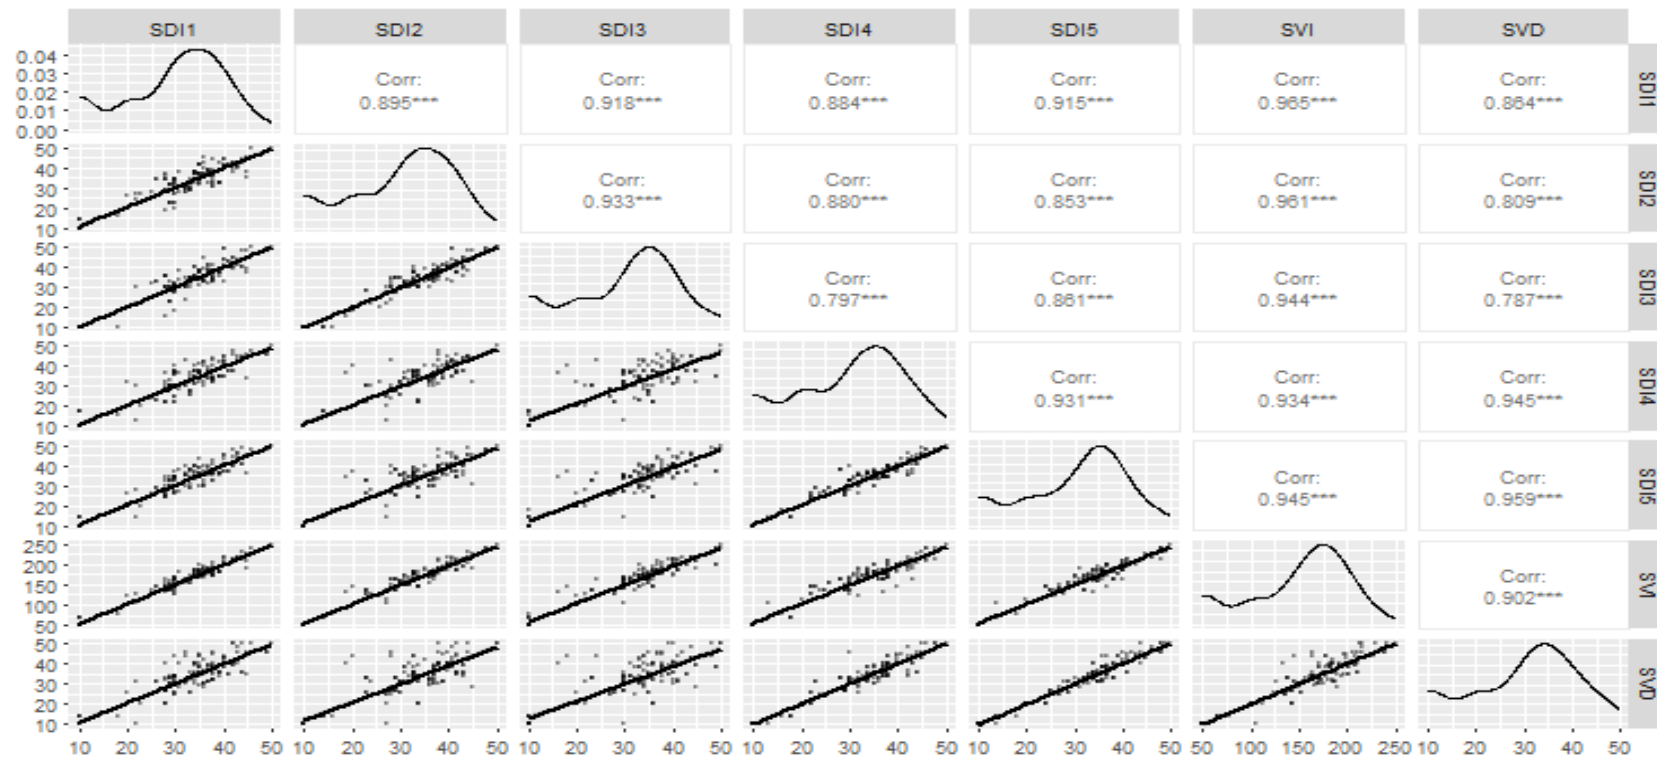 SDI1 SDI2 SDI3 SDI4 SDI5 SVI SVD
0.04
0.03
0.02
0.01
0.00
Corr:
0.895***
Corr:
0.918***
Corr:
0.884***
Corr:
0.915***
Corr:
0.965***
Corr:
0.864***
SDI1
50
40
30
20
10
Corr:
0.933***
Corr:
0.880***
Corr:
0.853***
Corr:
0.961***
Corr:
0.809***
SDI2
50
40
30
20
10
Corr:
0.797***
Corr:
0.861***
Corr:
0.944***
Corr:
0.787***
SDI3
50
40
30
20
10
Corr:
0.931***
Corr:
0.934***
Corr:
0.945***
SDI4
50
40
30
20
10
Corr:
0.945***
Corr:
0.959***
SDI5
250
200
150
100
50
Corr:
0.902***
SVI
50
40
30
20
10
SVD
10 20 30 40 50 10 20 30 40 50 10 20 30 40 50 10 20 30 40 50 10 20 30 40 50 50 100 150 200 250 10 20 30 40 50